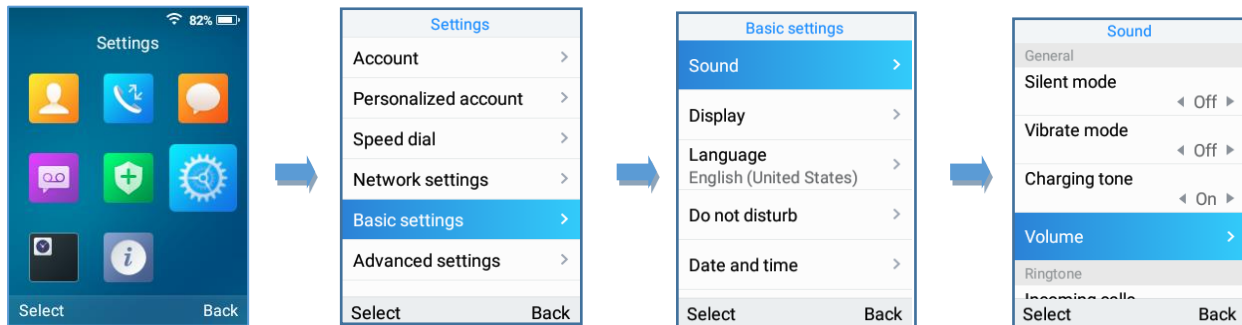 82%
Settings
Select Back
Settings
Account
Personalized account
Speed dial
Network settings
Basic settings
Advanced settings
Select Back
Basic settings
Sound
Display
Language
English (United States)
Do not disturb
Date and time
Select Back
Sound
General
Silent mode
Off
Vibrate mode
Off
Charging tone
On
Volume
Ringtone
Incoming calls
Select Back